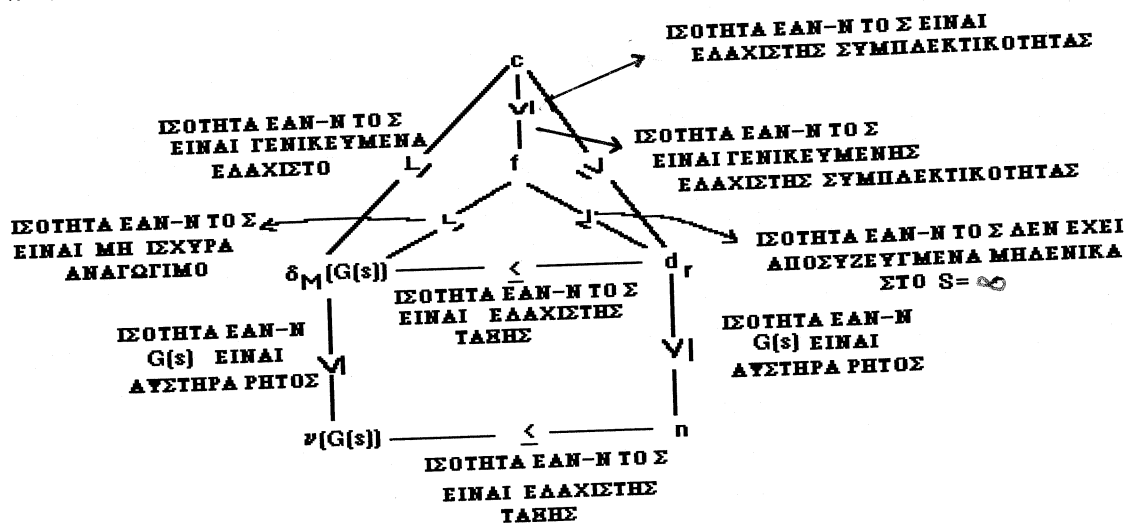 ΙΣΟΤΗΤΑ ΕΑΝ-Ν ΤΟ Σ ΕΙΝΑΙ
ΕΛΑΧΙΣΤΗΣ ΣΥΜΠΛΕΚΤΙΚΟΤΗΤΑΣ
c
ΙΣΟΤΗΤΑ ΕΑΝ-Ν ΤΟ Σ
ΕΙΝΑΙ ΓΕΝΙΚΕΥΜΕΝΑ
ΕΛΑΧΙΣΤΟ
ΙΣΟΤΗΤΑ ΕΑΝ-Ν ΤΟ Σ
ΕΙΝΑΙ ΓΕΝΙΚΕΥΜΕΝΗΣ
ΕΛΑΧΙΣΤΗΣ ΣΥΜΠΛΕΚΤΙΚΟΤΗΤΑΣ
f
ΙΣΟΤΗΤΑ ΕΑΝ-Ν ΤΟ Σ
ΕΙΝΑΙ ΜΗ ΙΣΧΥΡΑ
ΑΝΑΓΩΓΙΜΟ
ΙΣΟΤΗΤΑ ΕΑΝ-Ν ΤΟ Σ ΔΕΝ ΕΧΕΙ
ΑΠΟΣΥΖΕΥΓΜΕΝΑ ΜΗΔΕΝΙΚΑ
ΣΤΟ S= ∞
δM(G(s)) ≤ dr
ΙΣΟΤΗΤΑ ΕΑΝ-Ν ΤΟ Σ
ΕΙΝΑΙ ΕΛΑΧΙΣΤΗΣ
ΤΑΞΗΣ
ΙΣΟΤΗΤΑ ΕΑΝ-Ν
G(s) ΕΙΝΑΙ
ΑΥΣΤΗΡΑ ΡΗΤΟΣ
ΙΣΟΤΗΤΑ ΕΑΝ-Ν
G(s) ΕΙΝΑΙ
ΑΥΣΤΗΡΑ ΡΗΤΟΣ
ν(G(s)) ≤ n
ΙΣΟΤΗΤΑ ΕΑΝ-Ν ΤΟ Σ
ΕΙΝΑΙ ΕΛΑΧΙΣΤΗΣ
ΤΑΞΗΣ